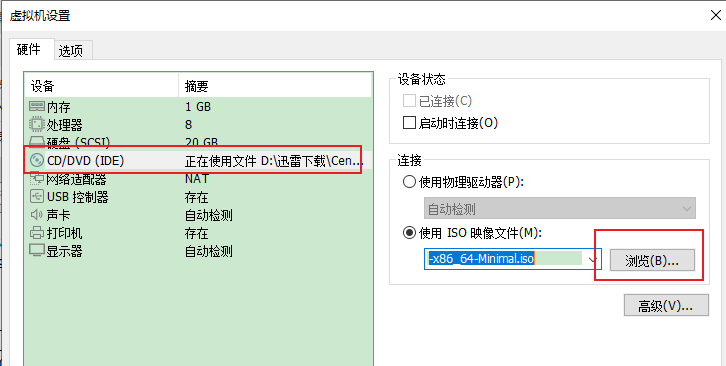 虚拟机设置
硬件 选项
设备 摘要
内存 1 GB
处理器 8
硬盘 (SCSI) 20 GB
CD/DVD (IDE) 正在使用文件 D:\迅雷下载\Cen...
网络适配器 NAT
USB 控制器 存在
声卡 自动检测
打印机 存在
显示器 自动检测
设备状态
已连接(C)
启动时连接(O)
连接
使用物理驱动器(P):
自动检测
使用 ISO 映像文件(M):
-x86_64-Minimal.iso 浏览(B)...
高级(V)...